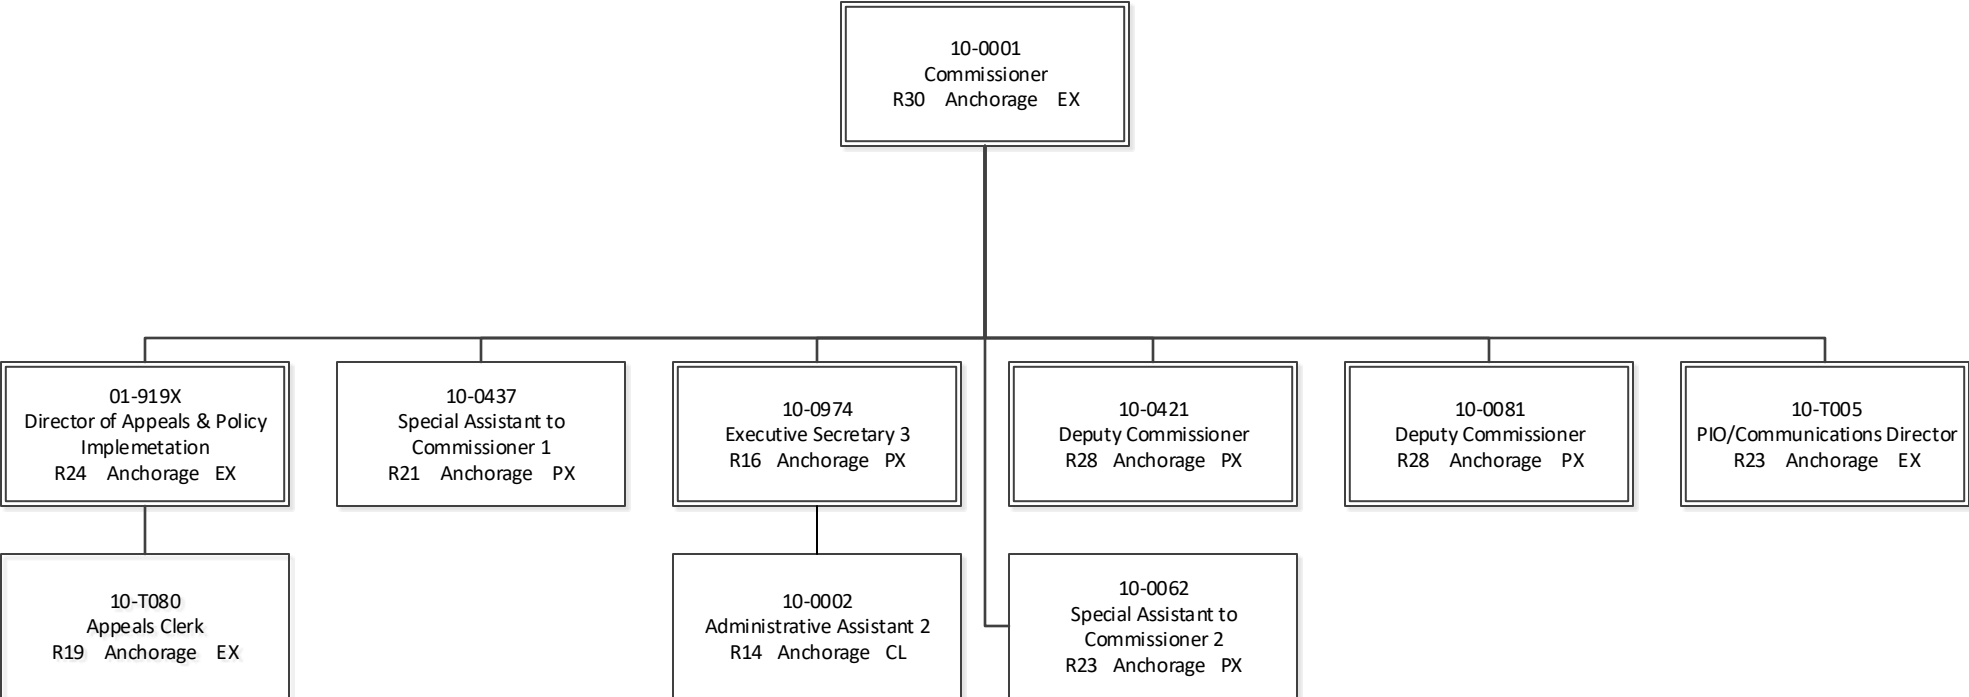 10-0001
Commissioner
R30 Anchorage EX
01-919X
Director of Appeals & Policy
Implemetation
R24 Anchorage EX
10-0437
Special Assistant to
Commissioner 1
R21 Anchorage PX
10-0974
Executive Secretary 3
R16 Anchorage PX
10-0421
Deputy Commissioner
R28 Anchorage PX
10-0081
Deputy Commissioner
R28 Anchorage PX
10-T005
PIO/Communications Director
R23 Anchorage EX
10-T080
Appeals Clerk
R19 Anchorage EX
10-0002
Administrative Assistant 2
R14 Anchorage CL
10-0062
Special Assistant to
Commissioner 2
R23 Anchorage PX